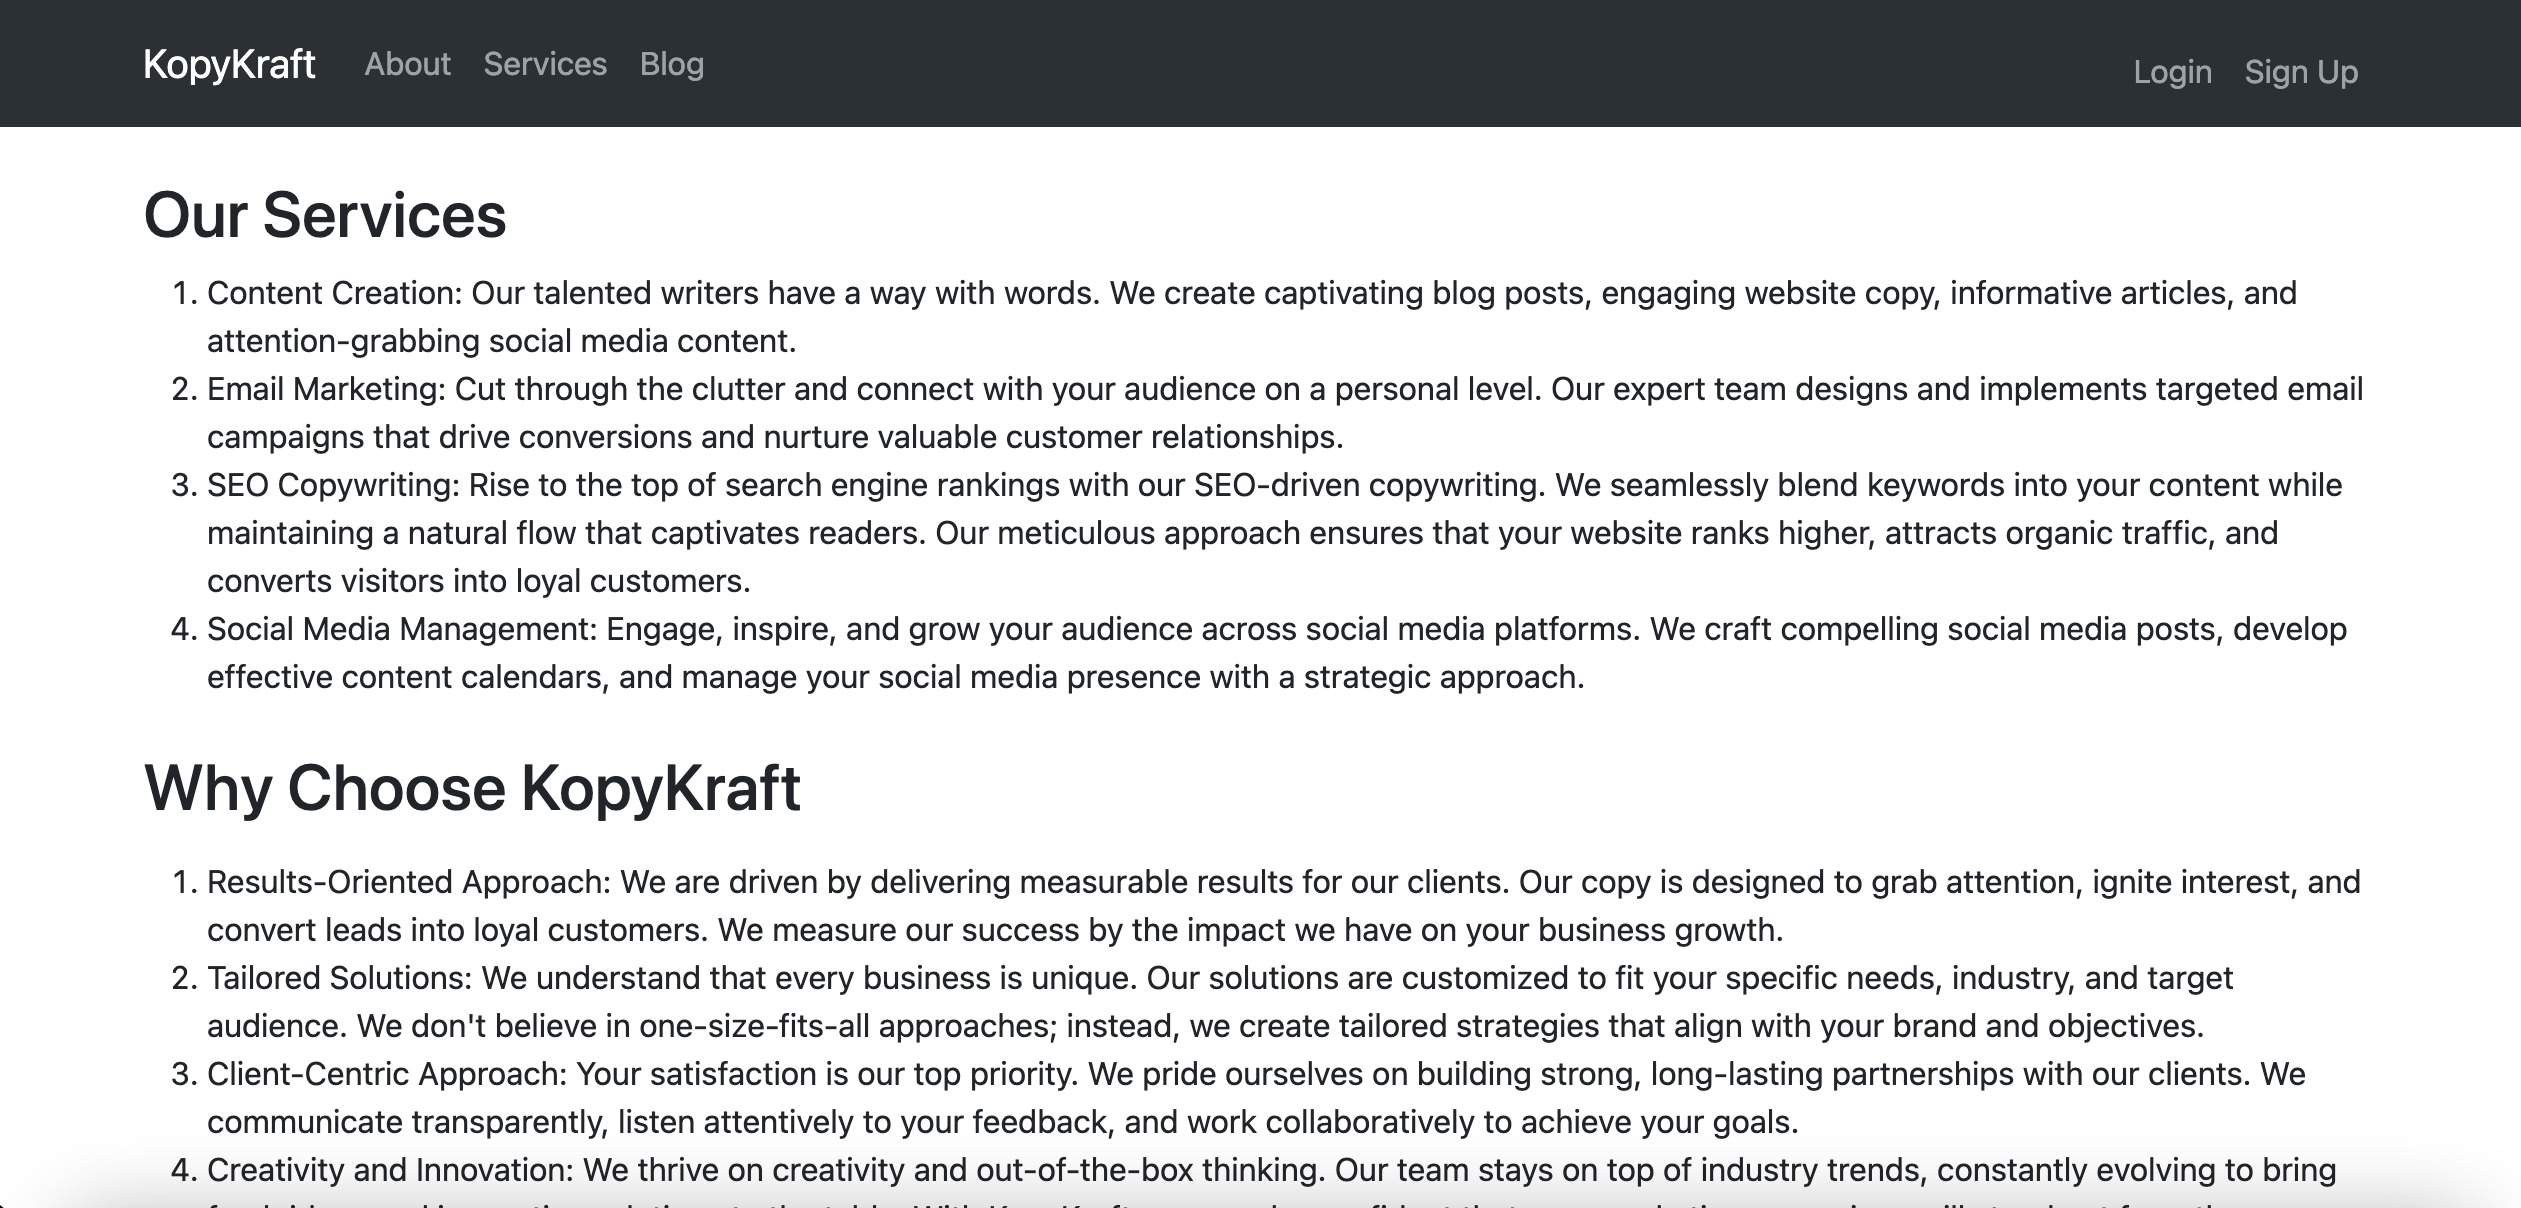 KopyKraft About Services Blog Login Sign Up
Our Services
1. Content Creation: Our talented writers have a way with words. We create captivating blog posts, engaging website copy, informative articles, and
attention-grabbing social media content.
2. Email Marketing: Cut through the clutter and connect with your audience on a personal level. Our expert team designs and implements targeted email
campaigns that drive conversions and nurture valuable customer relationships.
3. SEO Copywriting: Rise to the top of search engine rankings with our SEO-driven copywriting. We seamlessly blend keywords into your content while
maintaining a natural flow that captivates readers. Our meticulous approach ensures that your website ranks higher, attracts organic traffic, and
converts visitors into loyal customers.
4. Social Media Management: Engage, inspire, and grow your audience across social media platforms. We craft compelling social media posts, develop
effective content calendars, and manage your social media presence with a strategic approach.
Why Choose KopyKraft
1. Results-Oriented Approach: We are driven by delivering measurable results for our clients. Our copy is designed to grab attention, ignite interest, and
convert leads into loyal customers. We measure our success by the impact we have on your business growth.
2. Tailored Solutions: We understand that every business is unique. Our solutions are customized to fit your specific needs, industry, and target
audience. We don't believe in one-size-fits-all approaches; instead, we create tailored strategies that align with your brand and objectives.
3. Client-Centric Approach: Your satisfaction is our top priority. We pride ourselves on building strong, long-lasting partnerships with our clients. We
communicate transparently, listen attentively to your feedback, and work collaboratively to achieve your goals.
4. Creativity and Innovation: We thrive on creativity and out-of-the-box thinking. Our team stays on top of industry trends, constantly evolving to bring